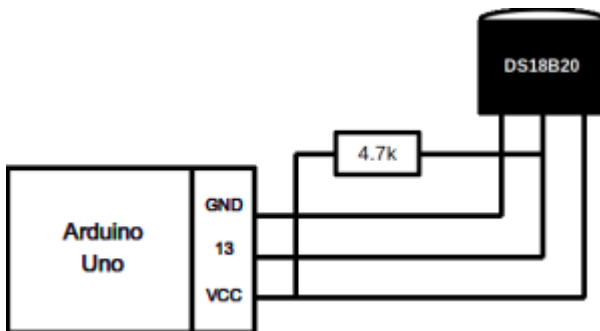 DS18B20
4.7k
GND
Arduino
Uno
13
VCC